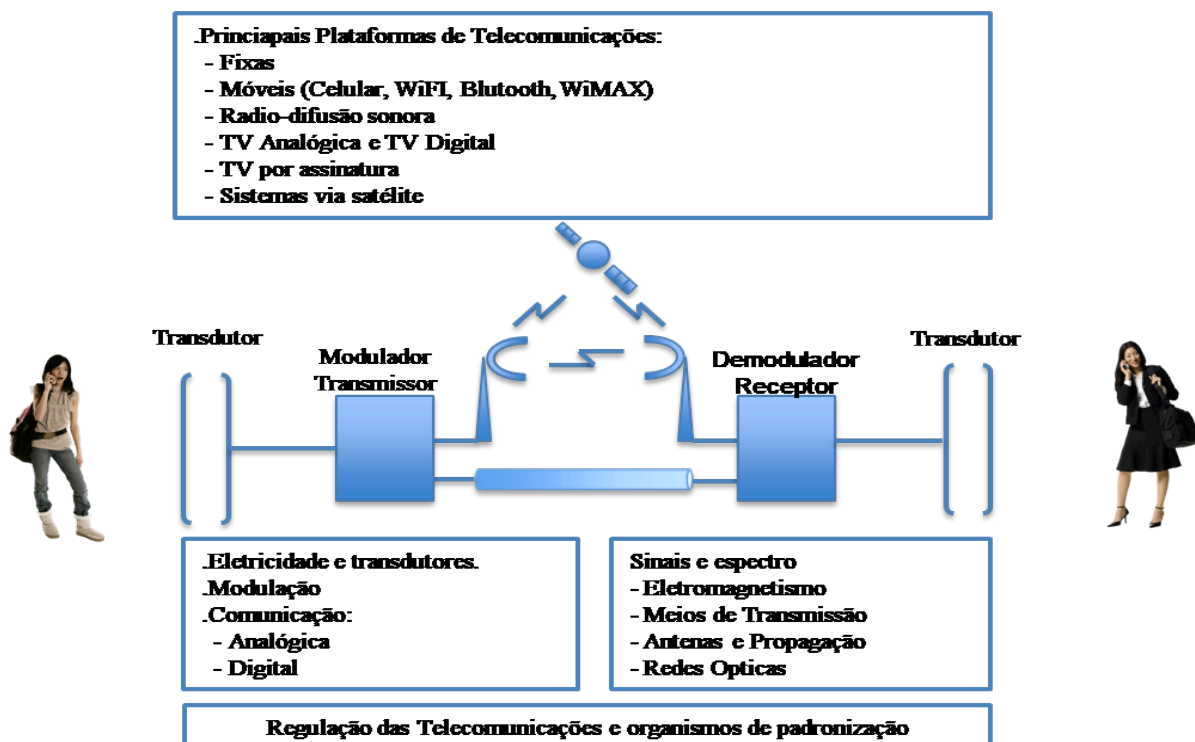 .Princiapais Plataformas de Telecomunicações:
- Fixas
- Móveis (Celular, WiFI, Blutooth, WiMAX)
- Radio-difusão sonora
- TV Analógica e TV Digital
- TV por assinatura
- Sistemas via satélite
Transdutor
Modulador
Transmissor
Demodulador
Receptor
Transdutor
.Eletricidade e transdutores.
.Modulação
.Comunicação:
- Analógica
- Digital
Sinais e espectro
- Eletromagnetismo
- Meios de Transmissão
- Antenas e Propagação
- Redes Opticas
Regulação das Telecomunicações e organismos de padronização